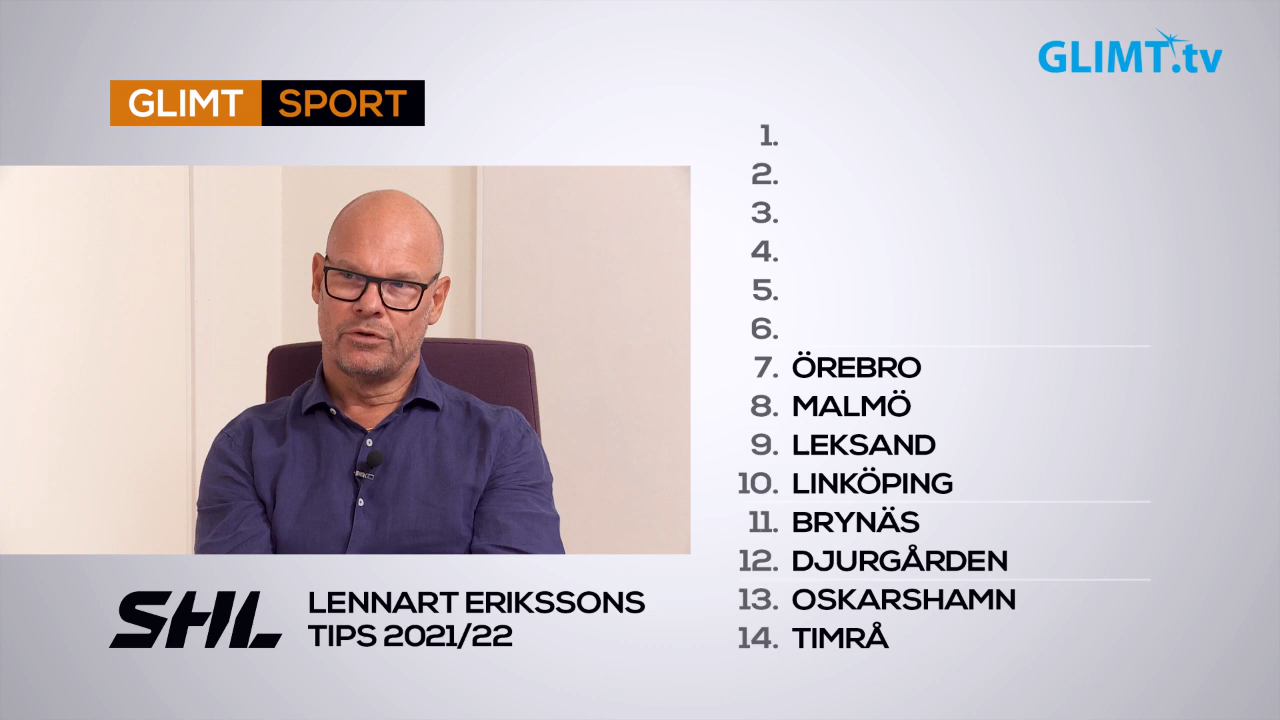 GLIMT.tv
GLIMT SPORT
1.
2.
3.
4.
5.
6.
7. ÖREBRO
8. MALMÖ
9. LEKSAND
10. LINKÖPING
11. BRYNÄS
12. DJURGÅRDEN
13. OSKARSHAMN
14. TIMRÅ
SHL
LENNART ERIKSSONS
TIPS 2021/22